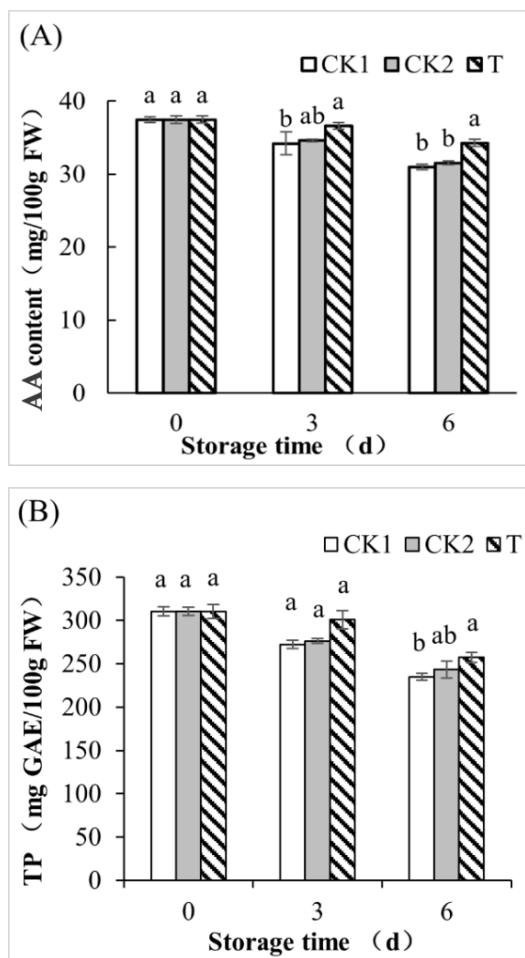 (A)
CK1 CK2 T
a a a b ab a b b a
40
30
20
10
0
0 3 6
AA content（mg/100g FW）
Storage time （d）
(B)
CK1 CK2 T
a a a a a a b ab a
350
300
250
200
150
100
50
0
0 3 6
TP （mg GAE/100g FW）
Storage time （d）